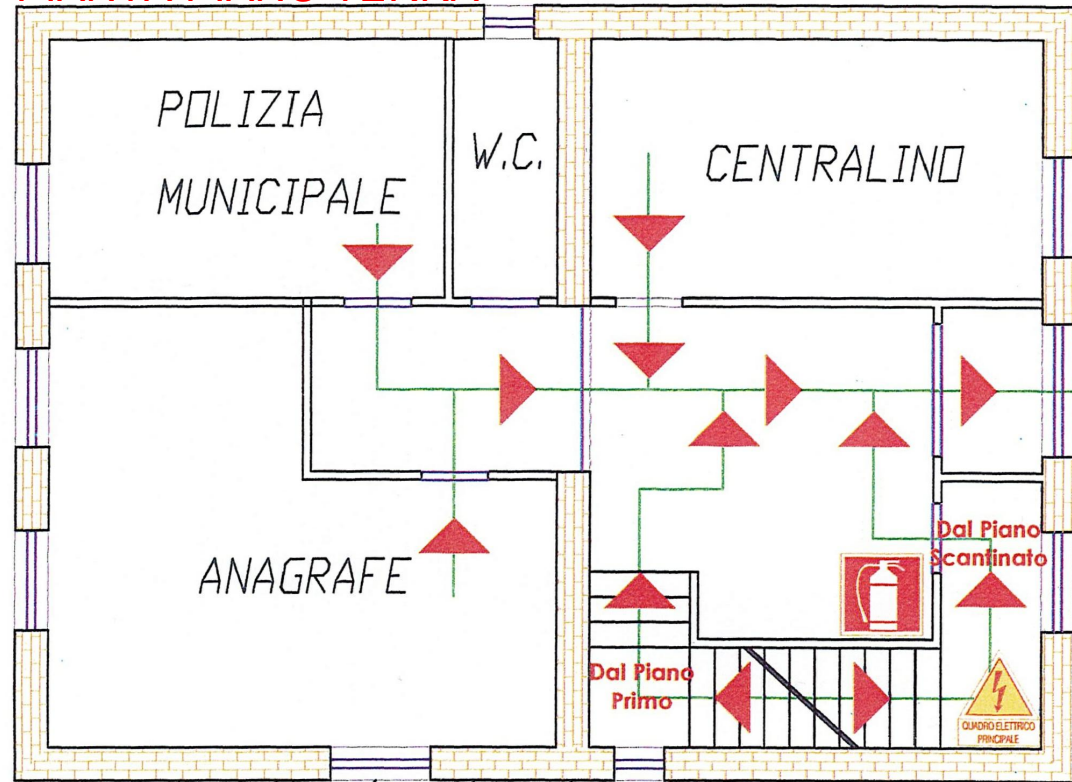 POLIZIA
MUNICIPALE
W.C.
CENTRALINO
ANAGRAFE
Dal Piano
Scantinato
Dal Piano
Primo
QUADRO ELETTRICO
PRINCIPALE